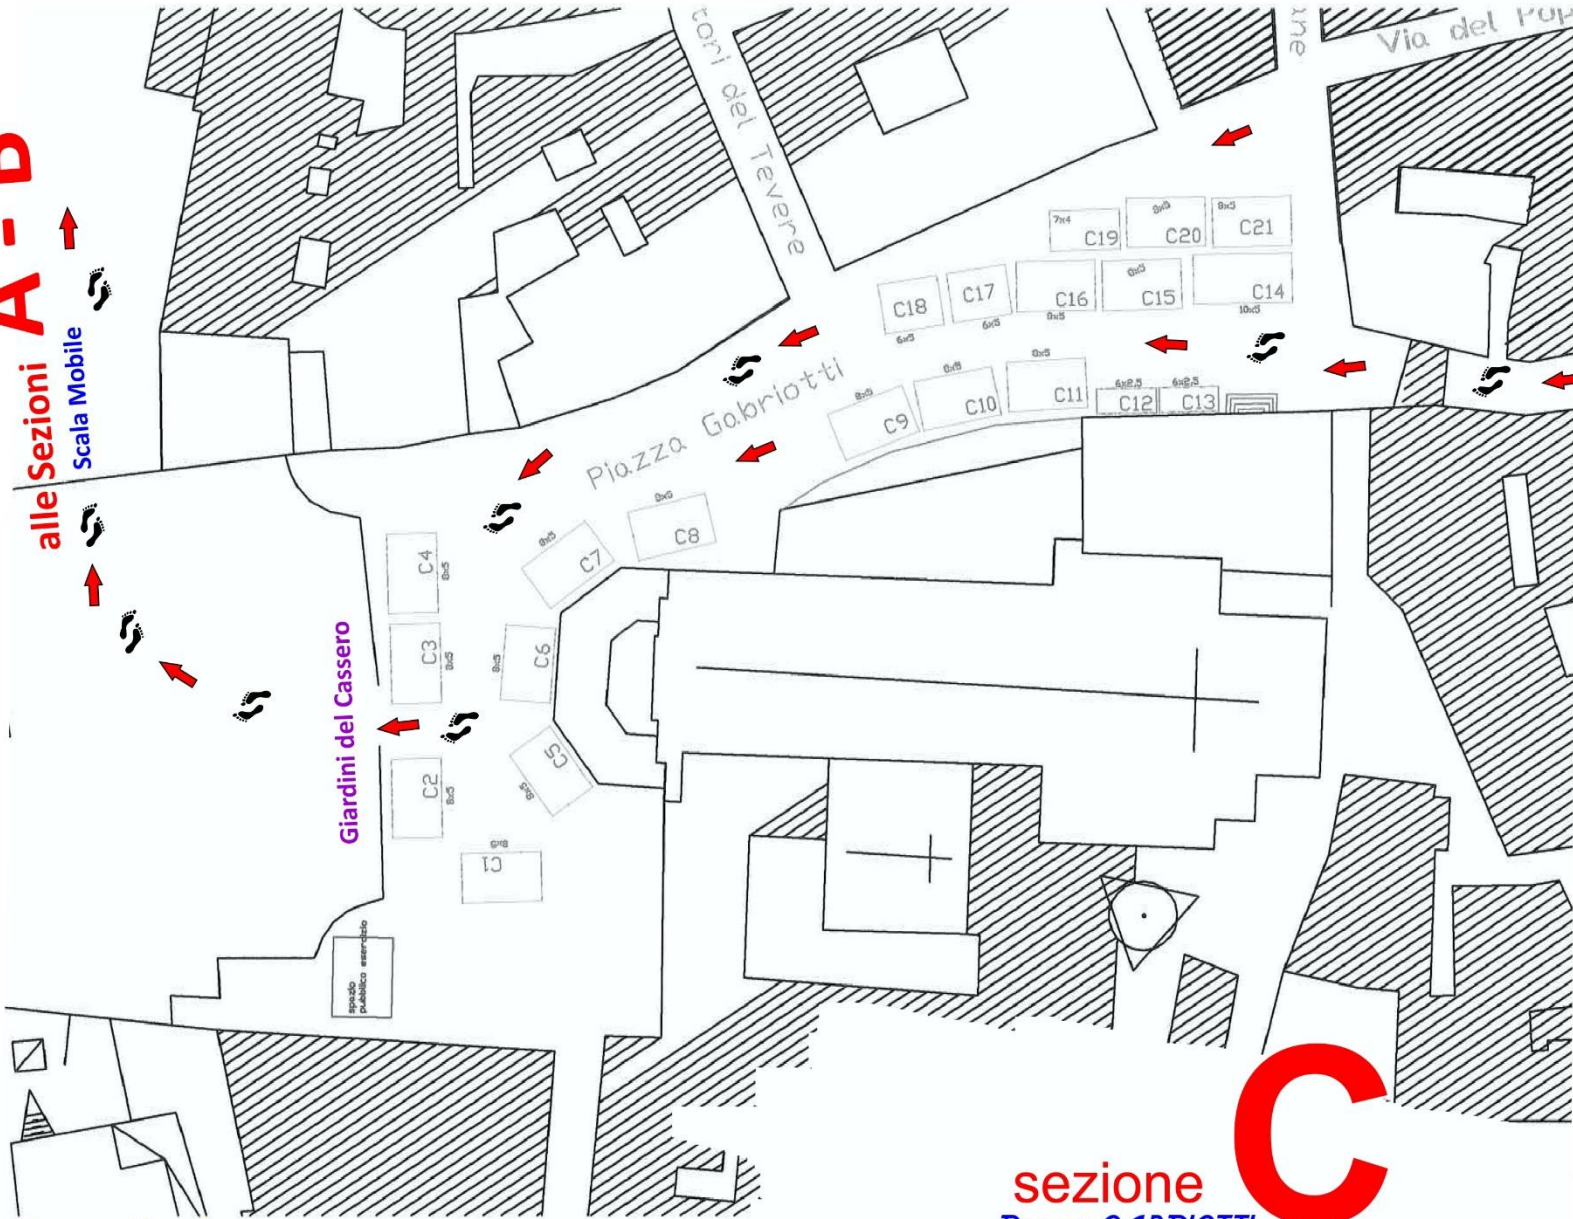 tori del Tevere
Via del Pop
A - B
alle Sezioni
Scala Mobile
7x4
C19
8x5
C20
8x5
C21
C18
6x5
C17
6x5
C16
8x5
C15
8x5
C14
10x5
Piazza Gabriotti
8x5
C9
8x5
C10
8x5
C11
6x2,5
C12
6x2,5
C13
C4
8x5
C3
8x5
C2
8x5
C1
8x5
C5
8x5
C6
8x5
C7
8x5
C8
8x5
Giardini del Cassero
spazio
pubblico esercizio
sezione C